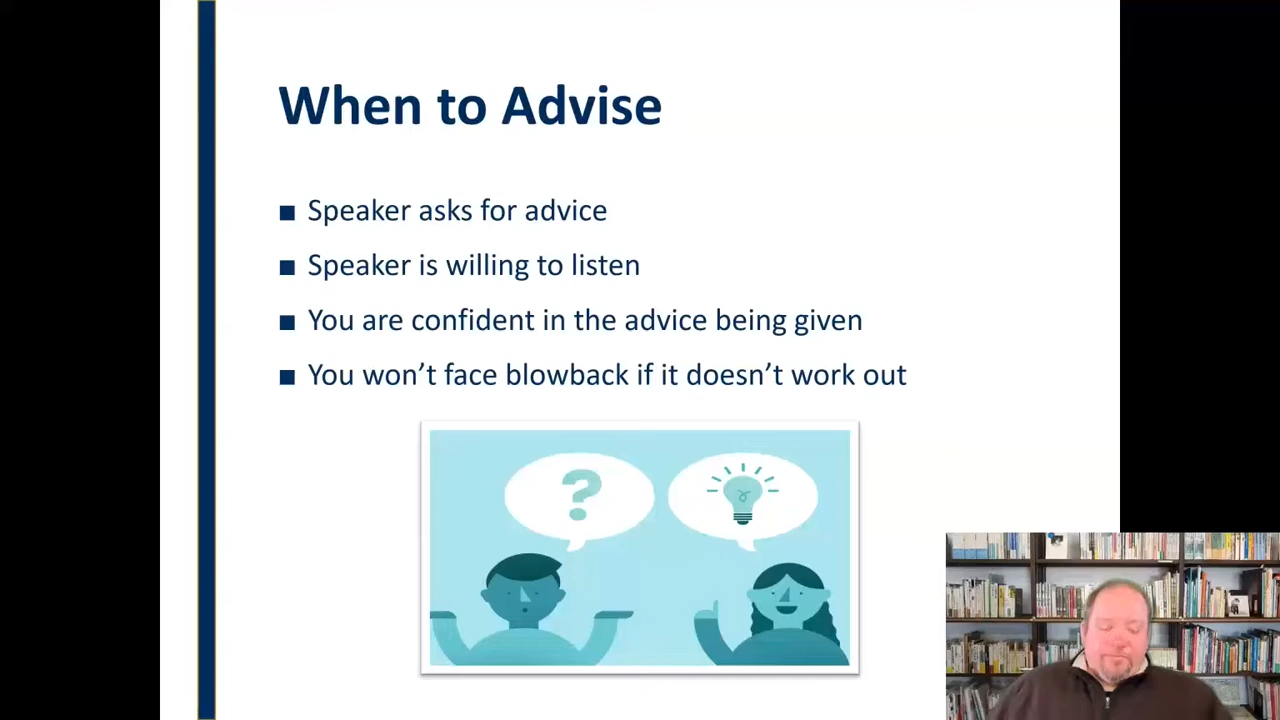 When to Advise
■ Speaker asks for advice
■ Speaker is willing to listen
■ You are confident in the advice being given
■ You won’t face blowback if it doesn’t work out
?